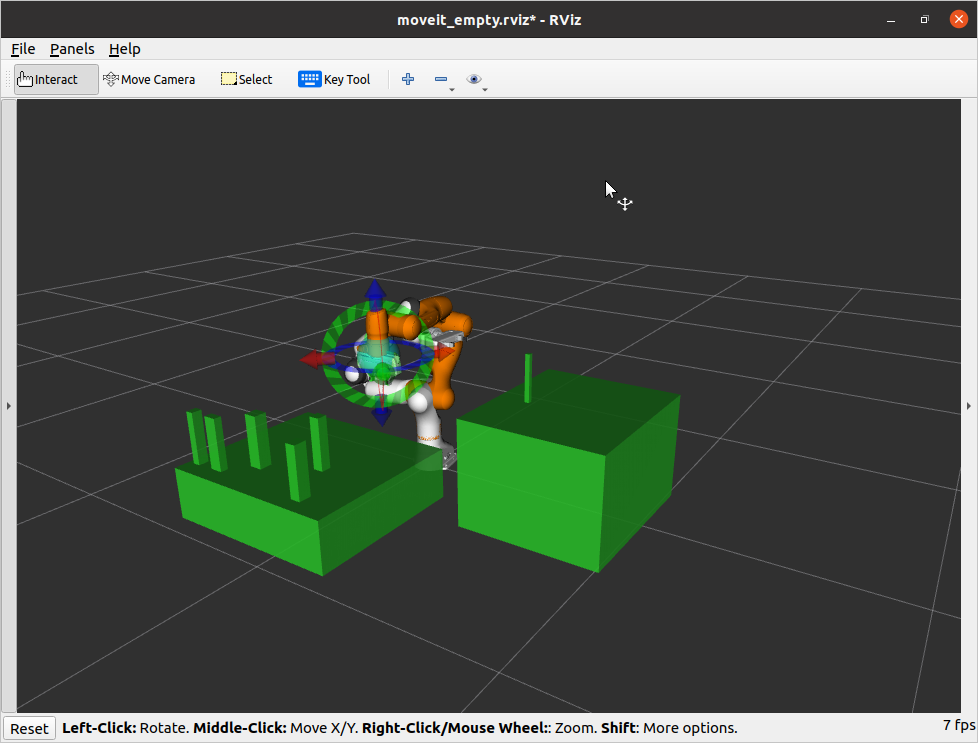 moveit_empty.rviz* - RViz
File Panels Help
Interact Move Camera Select Key Tool
Reset Left-Click: Rotate. Middle-Click: Move X/Y. Right-Click/Mouse Wheel:: Zoom. Shift: More options. 7 fps